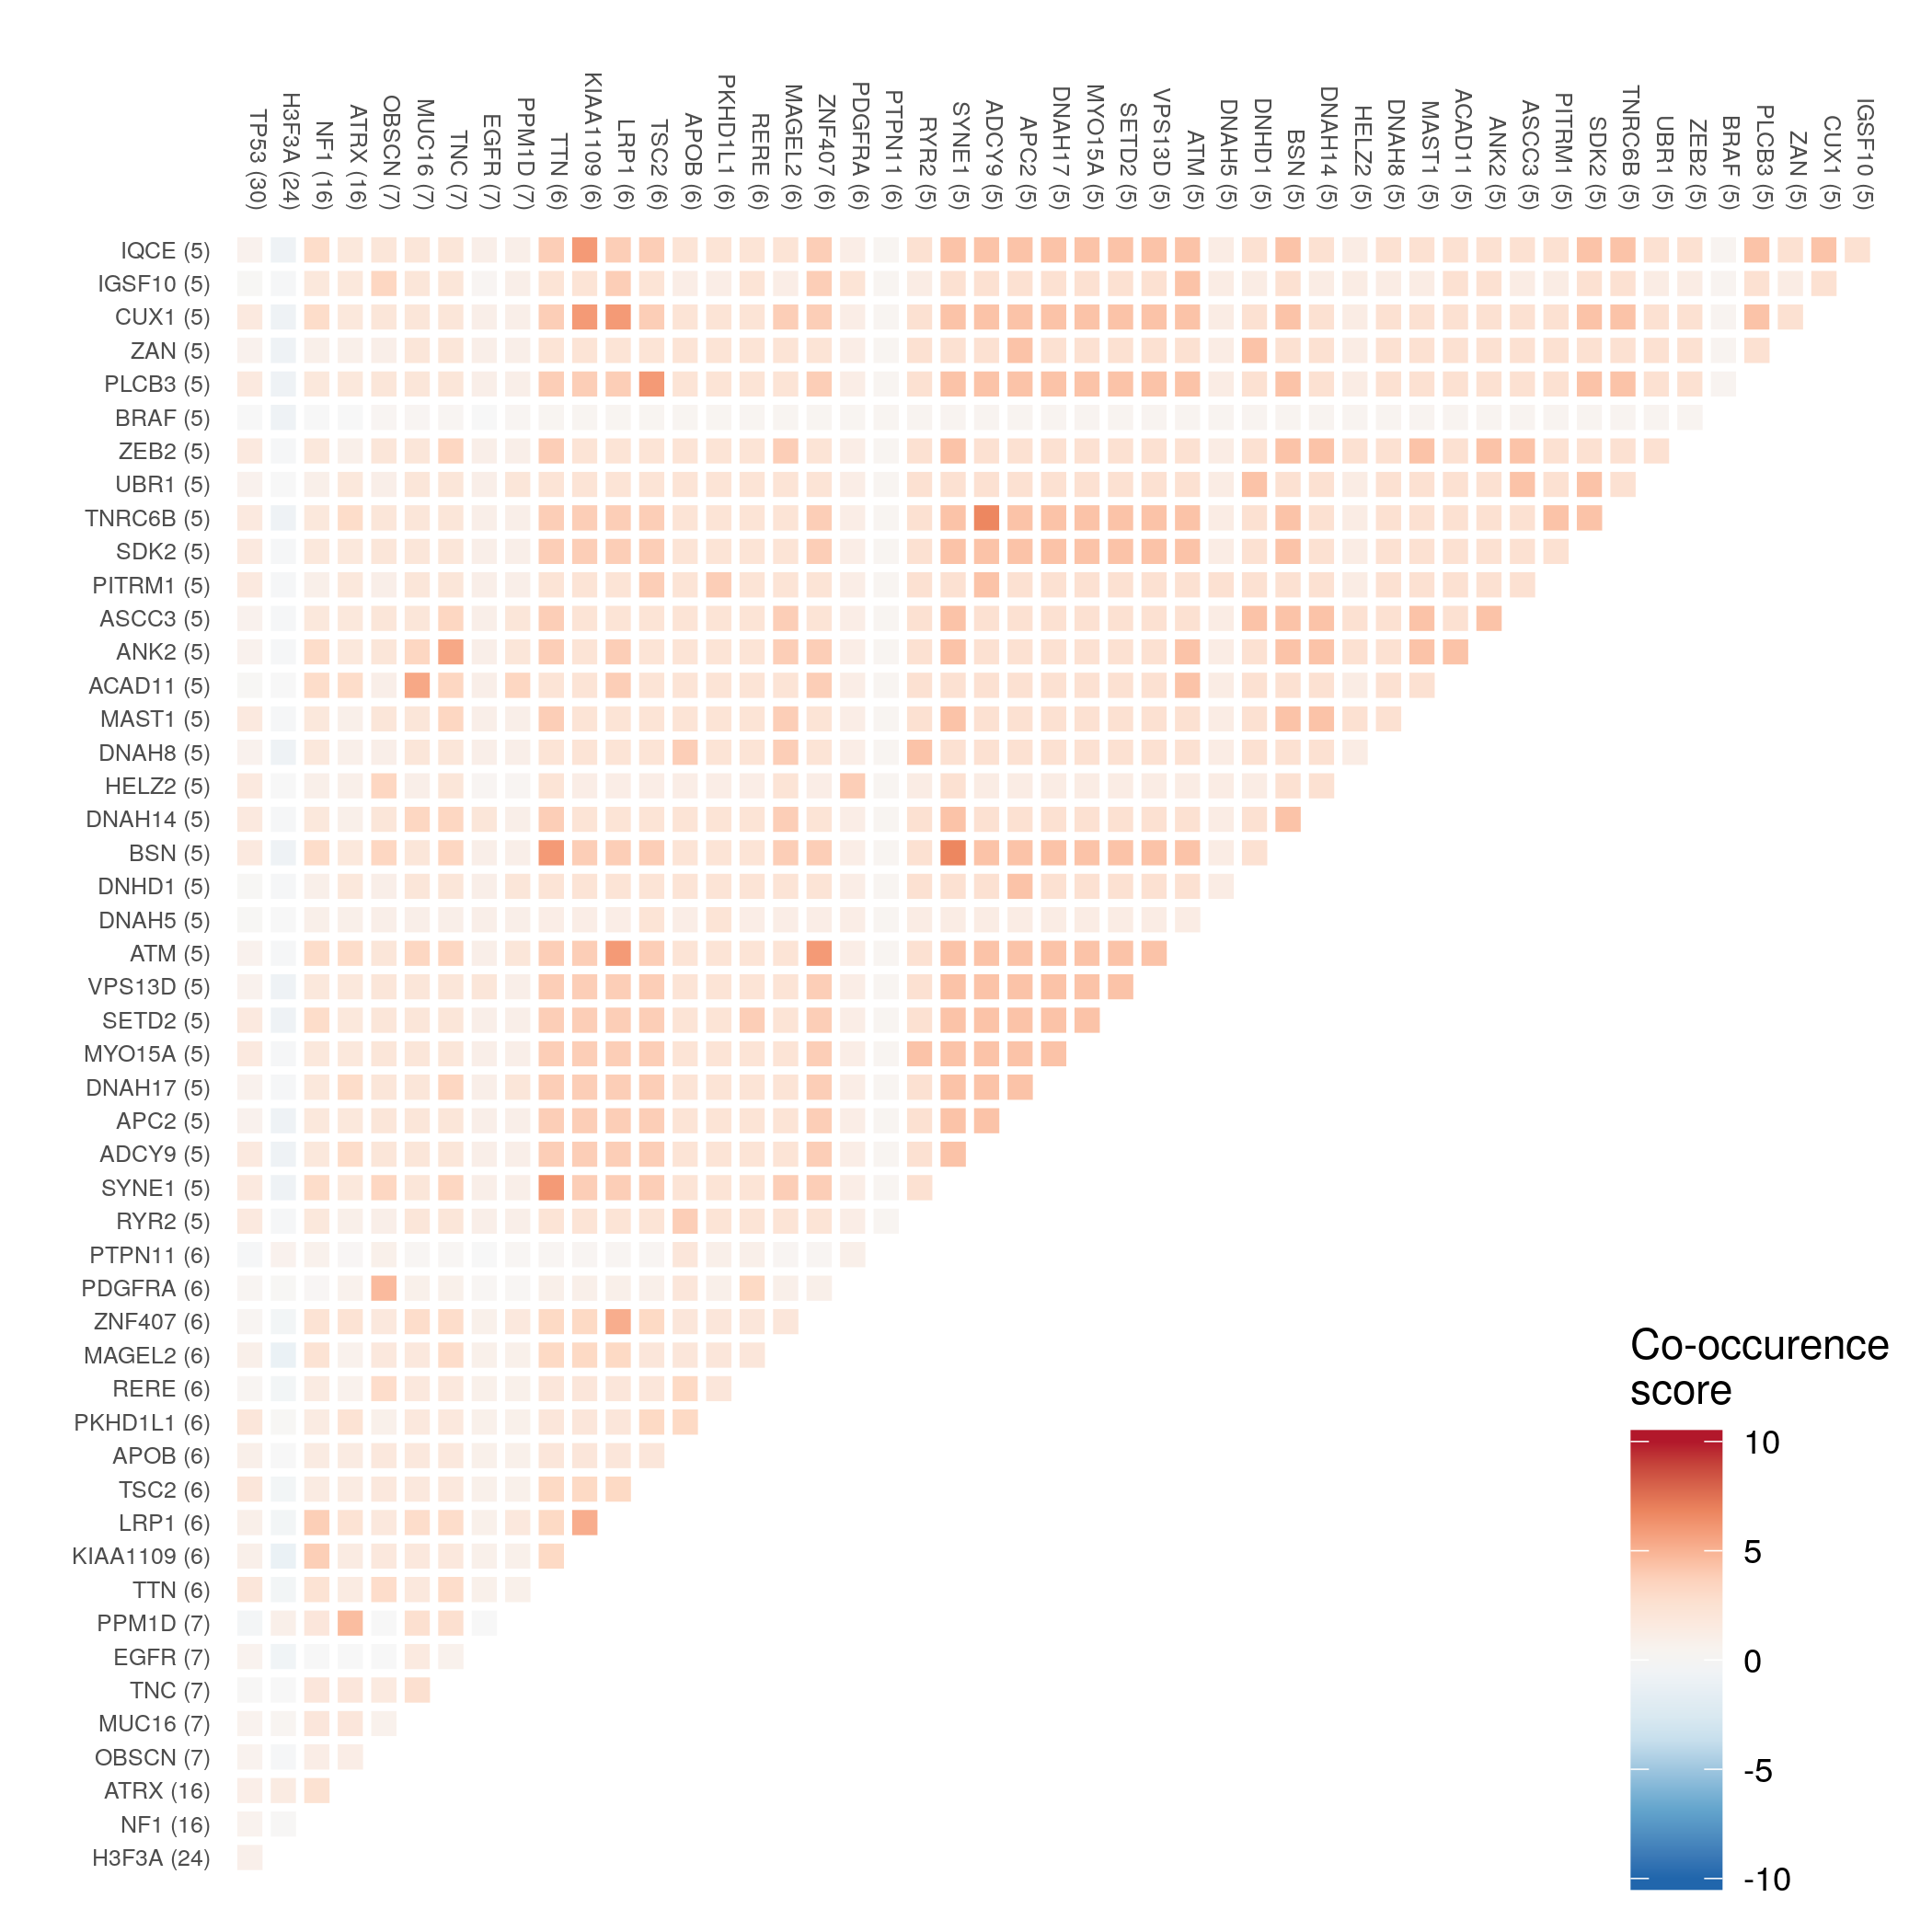 TP53 (30)
H3F3A (24)
NF1 (16)
ATRX (16)
OBSCN (7)
MUC16 (7)
TNC (7)
EGFR (7)
PPM1D (7)
TTN (6)
KIAA1109 (6)
LRP1 (6)
TSC2 (6)
APOB (6)
PKHD1L1 (6)
RERE (6)
MAGEL2 (6)
ZNF407 (6)
PDGFRA (6)
PTPN11 (6)
RYR2 (5)
SYNE1 (5)
ADCY9 (5)
APC2 (5)
DNAH17 (5)
MYO15A (5)
SETD2 (5)
VPS13D (5)
ATM (5)
DNAH5 (5)
DNHD1 (5)
BSN (5)
DNAH14 (5)
HELZ2 (5)
DNAH8 (5)
MAST1 (5)
ACAD11 (5)
ANK2 (5)
ASCC3 (5)
PITRM1 (5)
SDK2 (5)
TNRC6B (5)
UBR1 (5)
ZEB2 (5)
BRAF (5)
PLCB3 (5)
ZAN (5)
CUX1 (5)
IGSF10 (5)
IQCE (5)
IGSF10 (5)
CUX1 (5)
ZAN (5)
PLCB3 (5)
BRAF (5)
ZEB2 (5)
UBR1 (5)
TNRC6B (5)
SDK2 (5)
PITRM1 (5)
ASCC3 (5)
ANK2 (5)
ACAD11 (5)
MAST1 (5)
DNAH8 (5)
HELZ2 (5)
DNAH14 (5)
BSN (5)
DNHD1 (5)
DNAH5 (5)
ATM (5)
VPS13D (5)
SETD2 (5)
MYO15A (5)
DNAH17 (5)
APC2 (5)
ADCY9 (5)
SYNE1 (5)
RYR2 (5)
PTPN11 (6)
PDGFRA (6)
ZNF407 (6)
MAGEL2 (6)
RERE (6)
PKHD1L1 (6)
APOB (6)
TSC2 (6)
LRP1 (6)
KIAA1109 (6)
TTN (6)
PPM1D (7)
EGFR (7)
TNC (7)
MUC16 (7)
OBSCN (7)
ATRX (16)
NF1 (16)
H3F3A (24)
Co-occurence
score
10
5
0
-5
-10